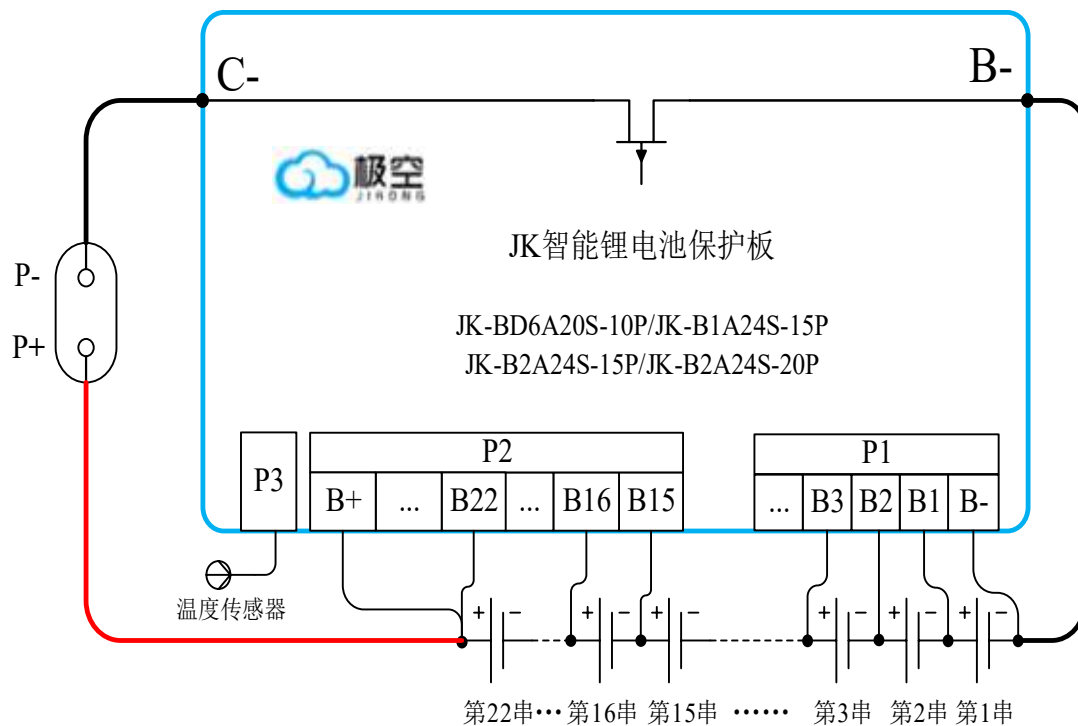 C-
B-
极空
JIKONG
JK智能锂电池保护板
P-
P+
JK-BD6A20S-10P/JK-B1A24S-15P
JK-B2A24S-15P/JK-B2A24S-20P
P3
P2
B+ ... B22 ... B16 B15
P1
... B3 B2 B1 B-
温度传感器
+ − + − + − + − + − + −
第22串… 第16串 第15串 …… 第3串 第2串 第1串